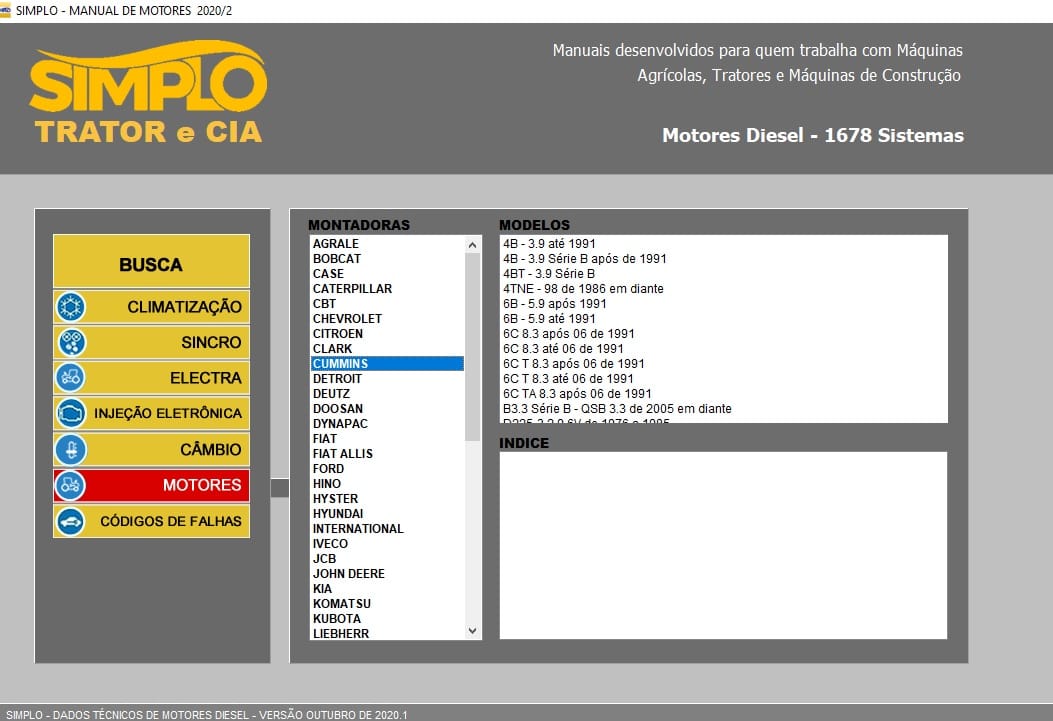 SIMPLO - MANUAL DE MOTORES 2020/2
SIMPLO
TRATOR e CIA
Manuais desenvolvidos para quem trabalha com Máquinas
Agrícolas, Tratores e Máquinas de Construção
Motores Diesel - 1678 Sistemas
BUSCA
CLIMATIZAÇÃO
SINCRO
ELECTRA
INJEÇÃO ELETRÔNICA
CÂMBIO
MOTORES
CÓDIGOS DE FALHAS
MONTADORAS
AGRALE
BOBCAT
CASE
CATERPILLAR
CBT
CHEVROLET
CITROEN
CLARK
CUMMINS
DETROIT
DEUTZ
DOOSAN
DYNAPAC
FIAT
FIAT ALLIS
FORD
HINO
HYSTER
HYUNDAI
INTERNATIONAL
IVECO
JCB
JOHN DEERE
KIA
KOMATSU
KUBOTA
LIEBHERR
MODELOS
4B - 3.9 até 1991
4B - 3.9 Série B após de 1991
4BT - 3.9 Série B
4TNE - 98 de 1986 em diante
6B - 5.9 após 1991
6B - 5.9 até 1991
6C 8.3 após 06 de 1991
6C 8.3 até 06 de 1991
6C T 8.3 após 06 de 1991
6C T 8.3 até 06 de 1991
6C TA 8.3 após 06 de 1991
B3.3 Série B - QSB 3.3 de 2005 em diante
INDICE
SIMPLO - DADOS TÉCNICOS DE MOTORES DIESEL - VERSÃO OUTUBRO DE 2020.1